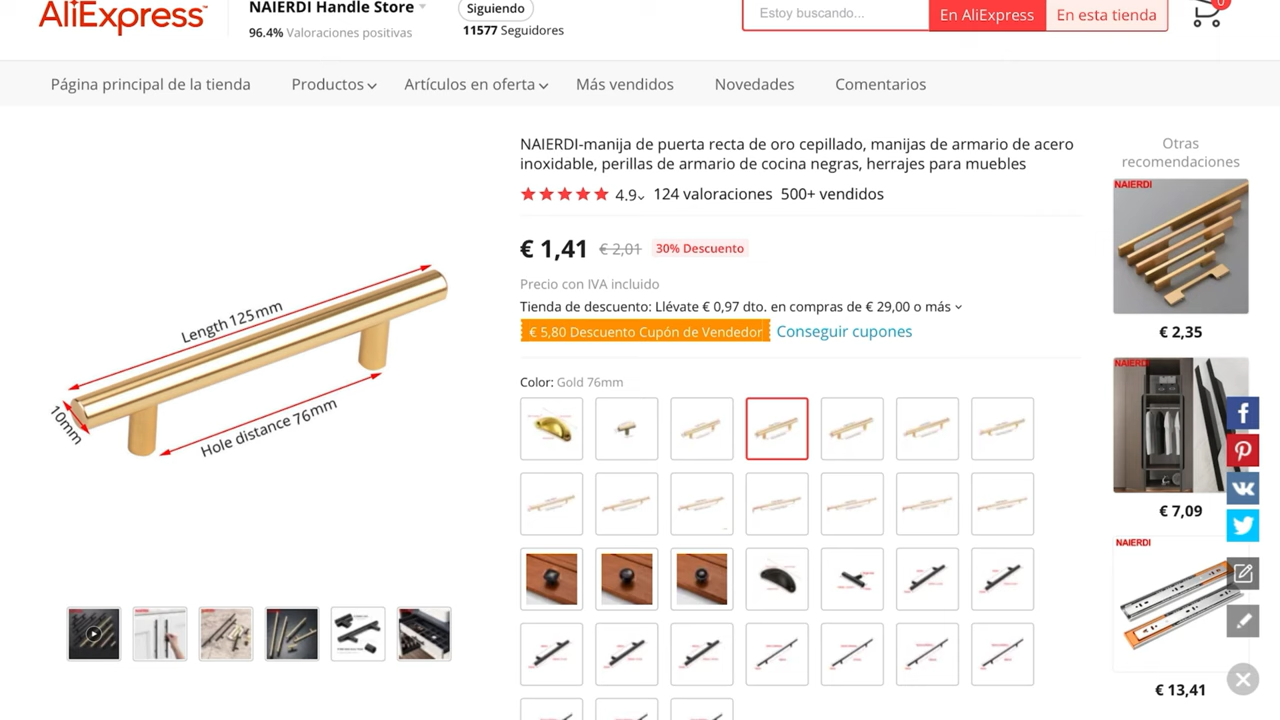 AliExpress™
NAIERDI Handle Store
96.4% Valoraciones positivas
Siguiendo
11577 Seguidores
Estoy buscando...
En AliExpress
En esta tienda
0
Página principal de la tienda
Productos
Artículos en oferta
Más vendidos
Novedades
Comentarios
NAIERDI-manija de puerta recta de oro cepillado, manijas de armario de acero
inoxidable, perillas de armario de cocina negras, herrajes para muebles
4.9 124 valoraciones 500+ vendidos
€ 1,41 € 2,01 30% Descuento
Precio con IVA incluido
Tienda de descuento: Llévate € 0,97 dto. en compras de € 29,00 o más
€ 5,80 Descuento Cupón de Vendedor
Conseguir cupones
Color: Gold 76mm
Length 125mm
10mm
Hole distance 76mm
Otras
recomendaciones
NAIERDI
€ 2,35
NAIERDI
€ 7,09
NAIERDI
€ 13,41